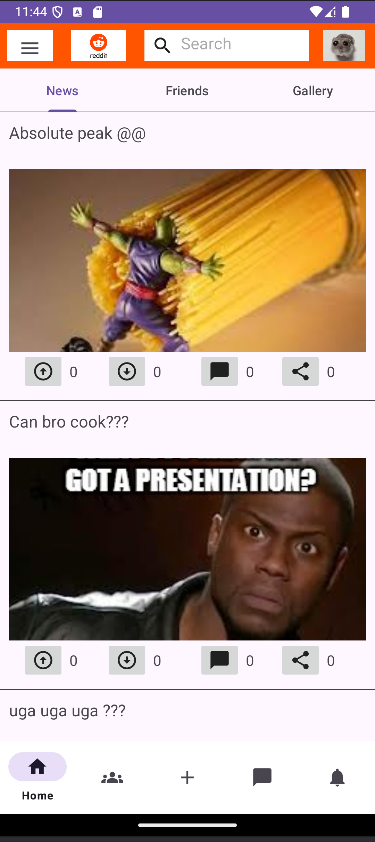 11:44
reddit
Search
News Friends Gallery
Absolute peak @@
0 0 0 0
Can bro cook???
GOT A PRESENTATION?
0 0 0 0
uga uga uga ???
Home